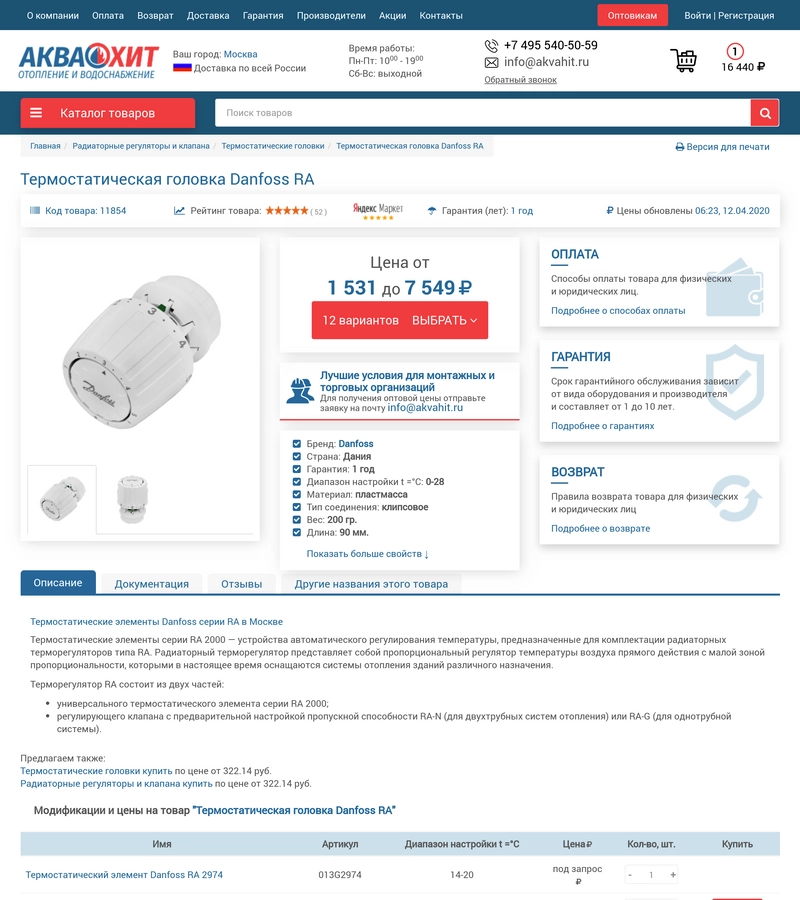 О компании Оплата Возврат Доставка Гарантия Производители Акции Контакты Оптовикам Войти | Регистрация
АКВА ХИТ
ОТОПЛЕНИЕ И ВОДОСНАБЖЕНИЕ
Ваш город: Москва
Доставка по всей России
Время работы:
Пн-Пт: 10⁰⁰ - 19⁰⁰
Сб-Вс: выходной
+7 495 540-50-59
info@akvahit.ru
Обратный звонок
1
16 440 ₽
Каталог товаров
Поиск товаров
Главная / Радиаторные регуляторы и клапана / Термостатические головки / Термостатическая головка Danfoss RA
Версия для печати
Термостатическая головка Danfoss RA
Код товара: 11854
Рейтинг товара: ★★★★★ ( 52 )
Яндекс Маркет
★★★★★
Гарантия (лет): 1 год
₽ Цены обновлены 06:23, 12.04.2020
Danfoss
Цена от
1 531 до 7 549 ₽
12 вариантов ВЫБРАТЬ
Лучшие условия для монтажных и
торговых организаций
Для получения оптовой цены отправьте
заявку на почту info@akvahit.ru
Бренд: Danfoss
Страна: Дания
Гарантия: 1 год
Диапазон настройки t =°C: 0-28
Материал: пластмасса
Тип соединения: клипсовое
Вес: 200 гр.
Длина: 90 мм.
Показать больше свойств ↓
ОПЛАТА
Способы оплаты товара для физических
и юридических лиц.
Подробнее о способах оплаты
ГАРАНТИЯ
Срок гарантийного обслуживания зависит
от вида оборудования и производителя
и составляет от 1 до 10 лет.
Подробнее о гарантиях
ВОЗВРАТ
Правила возврата товара для физических
и юридических лиц
Подробнее о возврате
Описание Документация Отзывы Другие названия этого товара
Термостатические элементы Danfoss серии RA в Москве
Термостатические элементы серии RA 2000 — устройства автоматического регулирования температуры, предназначенные для комплектации радиаторных
терморегуляторов типа RA. Радиаторный терморегулятор представляет собой пропорциональный регулятор температуры воздуха прямого действия с малой зоной
пропорциональности, которыми в настоящее время оснащаются системы отопления зданий различного назначения.
Терморегулятор RA состоит из двух частей:
• универсального термостатического элемента серии RA 2000;
• регулирующего клапана с предварительной настройкой пропускной способности RA-N (для двухтрубных систем отопления) или RA-G (для однотрубной
системы).
Предлагаем также:
Термостатические головки купить по цене от 322.14 руб.
Радиаторные регуляторы и клапана купить по цене от 322.14 руб.
Модификации и цены на товар "Термостатическая головка Danfoss RA"
Имя Артикул Диапазон настройки t =°C Цена ₽ Кол-во, шт. Купить
Термостатический элемент Danfoss RA 2974 013G2974 14-20 под запрос ₽ - 1 +